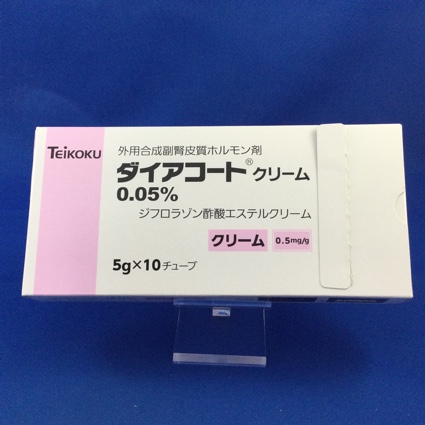 TEIKOKU
外用合成副腎皮質ホルモン剤
ダイアコート® クリーム
0.05%
ジフロラゾン酢酸エステルクリーム
クリーム 0.5mg/g
5g×10チューブ